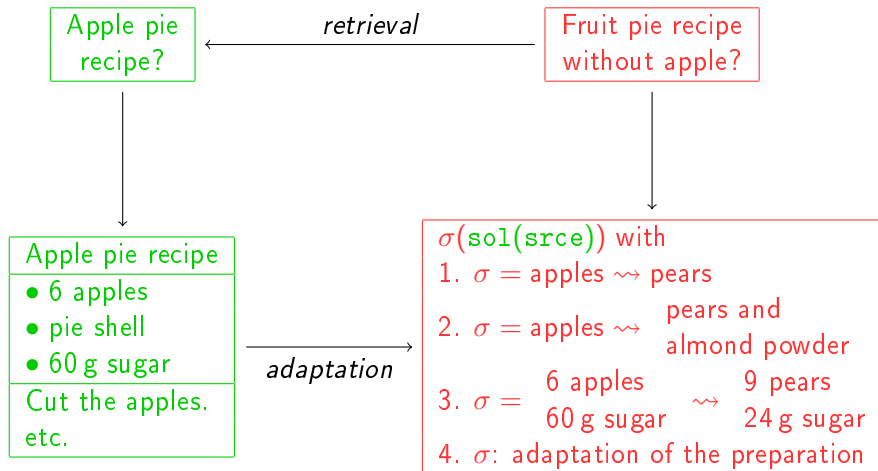 Apple pie
recipe?
retrieval
Fruit pie recipe
without apple?
Apple pie recipe
• 6 apples
• pie shell
• 60 g sugar
Cut the apples.
etc.
adaptation
σ(sol(srce)) with
1. σ = apples ⇝ pears
2. σ = apples ⇝ pears and
almond powder
3. σ = 6 apples ⇝ 9 pears
60 g sugar 24 g sugar
4. σ: adaptation of the preparation